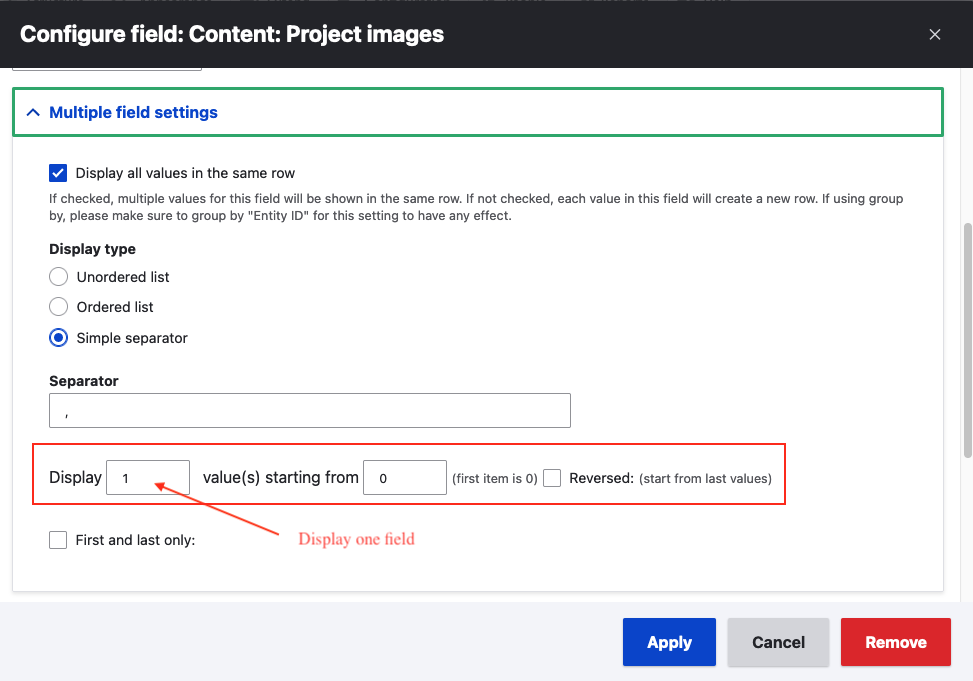 Configure field: Content: Project images
Multiple field settings
Display all values in the same row
If checked, multiple values for this field will be shown in the same row. If not checked, each value in this field will create a new row. If using group
by, please make sure to group by "Entity ID" for this setting to have any effect.
Display type
Unordered list
Ordered list
Simple separator
Separator
,
Display 1 value(s) starting from 0 (first item is 0) Reversed: (start from last values)
First and last only:
Display one field
Apply Cancel Remove